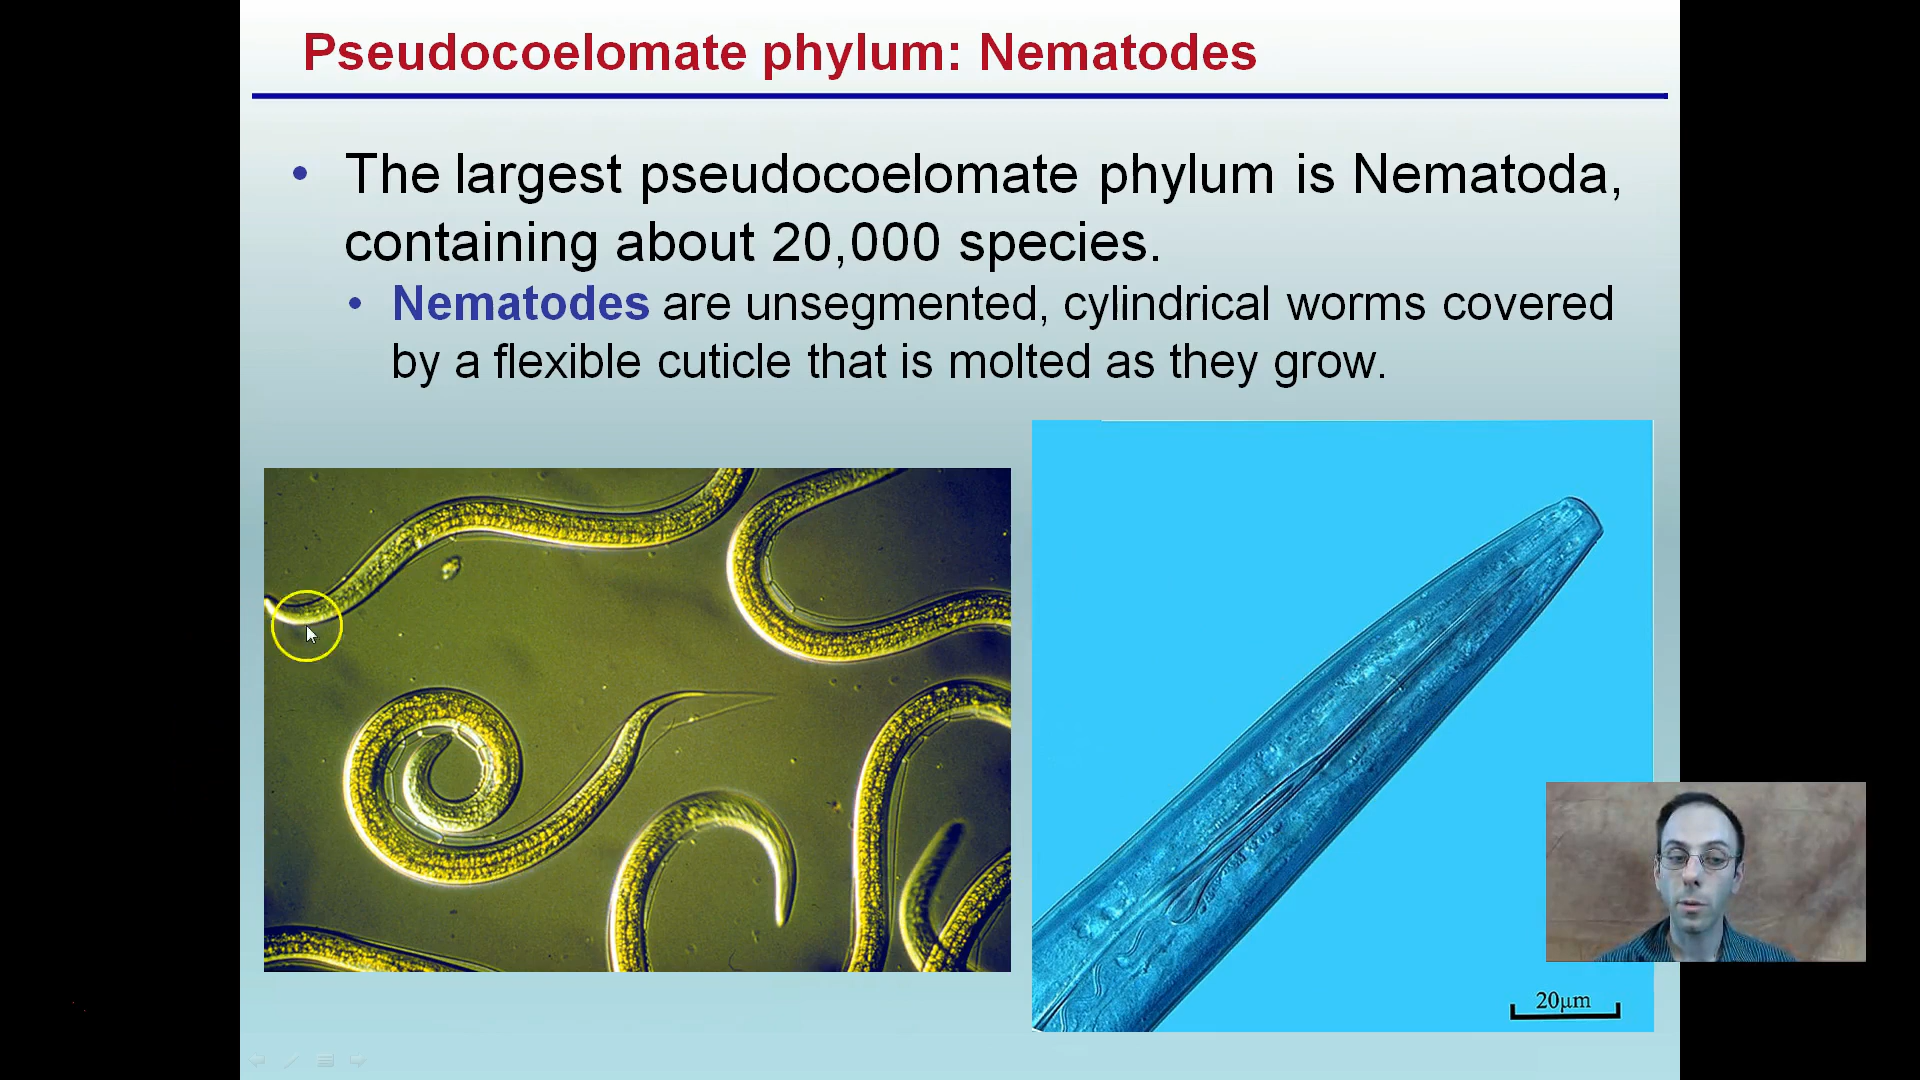 Pseudocoelomate phylum: Nematodes
• The largest pseudocoelomate phylum is Nematoda,
containing about 20,000 species.
• Nematodes are unsegmented, cylindrical worms covered
by a flexible cuticle that is molted as they grow.
20µm